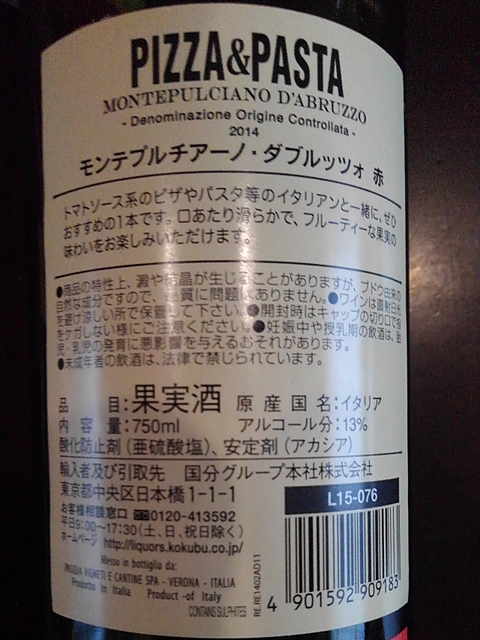 PIZZA&PASTA
MONTEPULCIANO D'ABRUZZO
- Denominazione Origine Controllata -
2014
モンテプルチアーノ・ダブルッツォ 赤
トマトソース系のピザやパスタ等のイタリアンと一緒に、ぜひ
おすすめの1本です。口あたり滑らかで、フルーティーな果実の
味わいをお楽しみいただけます。
●商品の特性上、澱や結晶が生じることがありますが、ブドウ由来の
自然な成分ですので、品質に問題はありません。●ワインは直射日光
を避け涼しい所で保管して下さい。●開封時はキャップの切り口で指
をケガしない様にご注意ください。●妊娠中や授乳期の飲酒は、胎
児・乳児の発育に悪影響を与えるおそれがあります。
●未成年者の飲酒は、法律で禁じられています。
品 目:果実酒 原産国名:イタリア
内容量:750ml アルコール分:13%
酸化防止剤(亜硫酸塩)、安定剤(アカシア)
輸入者及び引取先 国分グループ本社株式会社
東京都中央区日本橋1-1-1
L15-076
お客様相談窓口 0120-413592
平日9:00〜17:30(土、日、祝日除く)
ホームページ http://liquors.kokubu.co.jp/
Messo in bottiglia da:
PASQUA VIGNETI E CANTINE SPA - VERONA - ITALIA
Prodotto in Italia Product of Italy
CONTAINS SULPHITES
RE.RE1402AD11
4 901592 909183